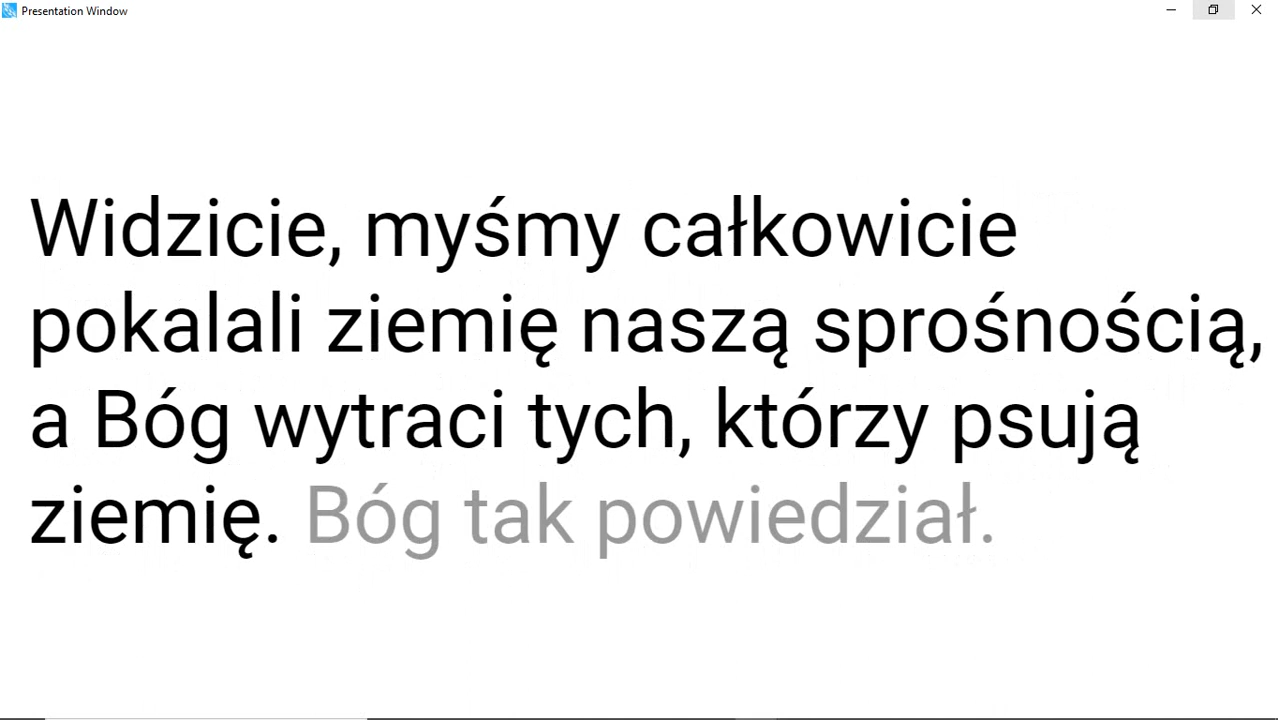 Presentation Window
Widzicie, myśmy całkowicie
pokalali ziemię naszą sprośnością,
a Bóg wytraci tych, którzy psują
ziemię. Bóg tak powiedział.